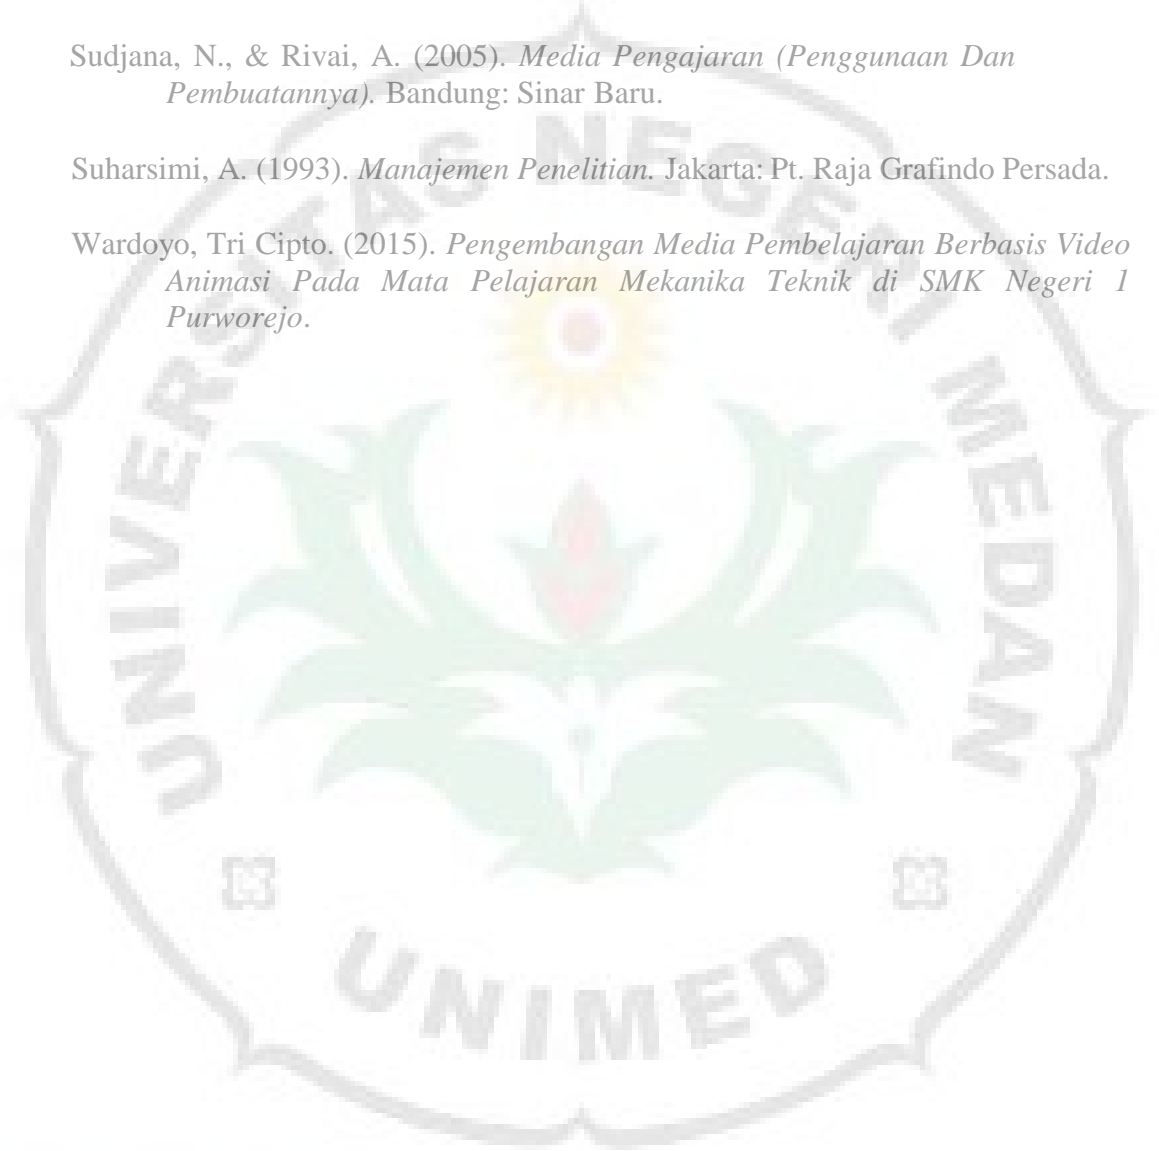 Sudjana, N., & Rivai, A. (2005). Media Pengajaran (Penggunaan Dan
Pembuatannya). Bandung: Sinar Baru.
Suharsimi, A. (1993). Manajemen Penelitian. Jakarta: Pt. Raja Grafindo Persada.
Wardoyo, Tri Cipto. (2015). Pengembangan Media Pembelajaran Berbasis Video
Animasi Pada Mata Pelajaran Mekanika Teknik di SMK Negeri 1
Purworejo.
UNIVERSITAS NEGERI MEDAN
UNIMED